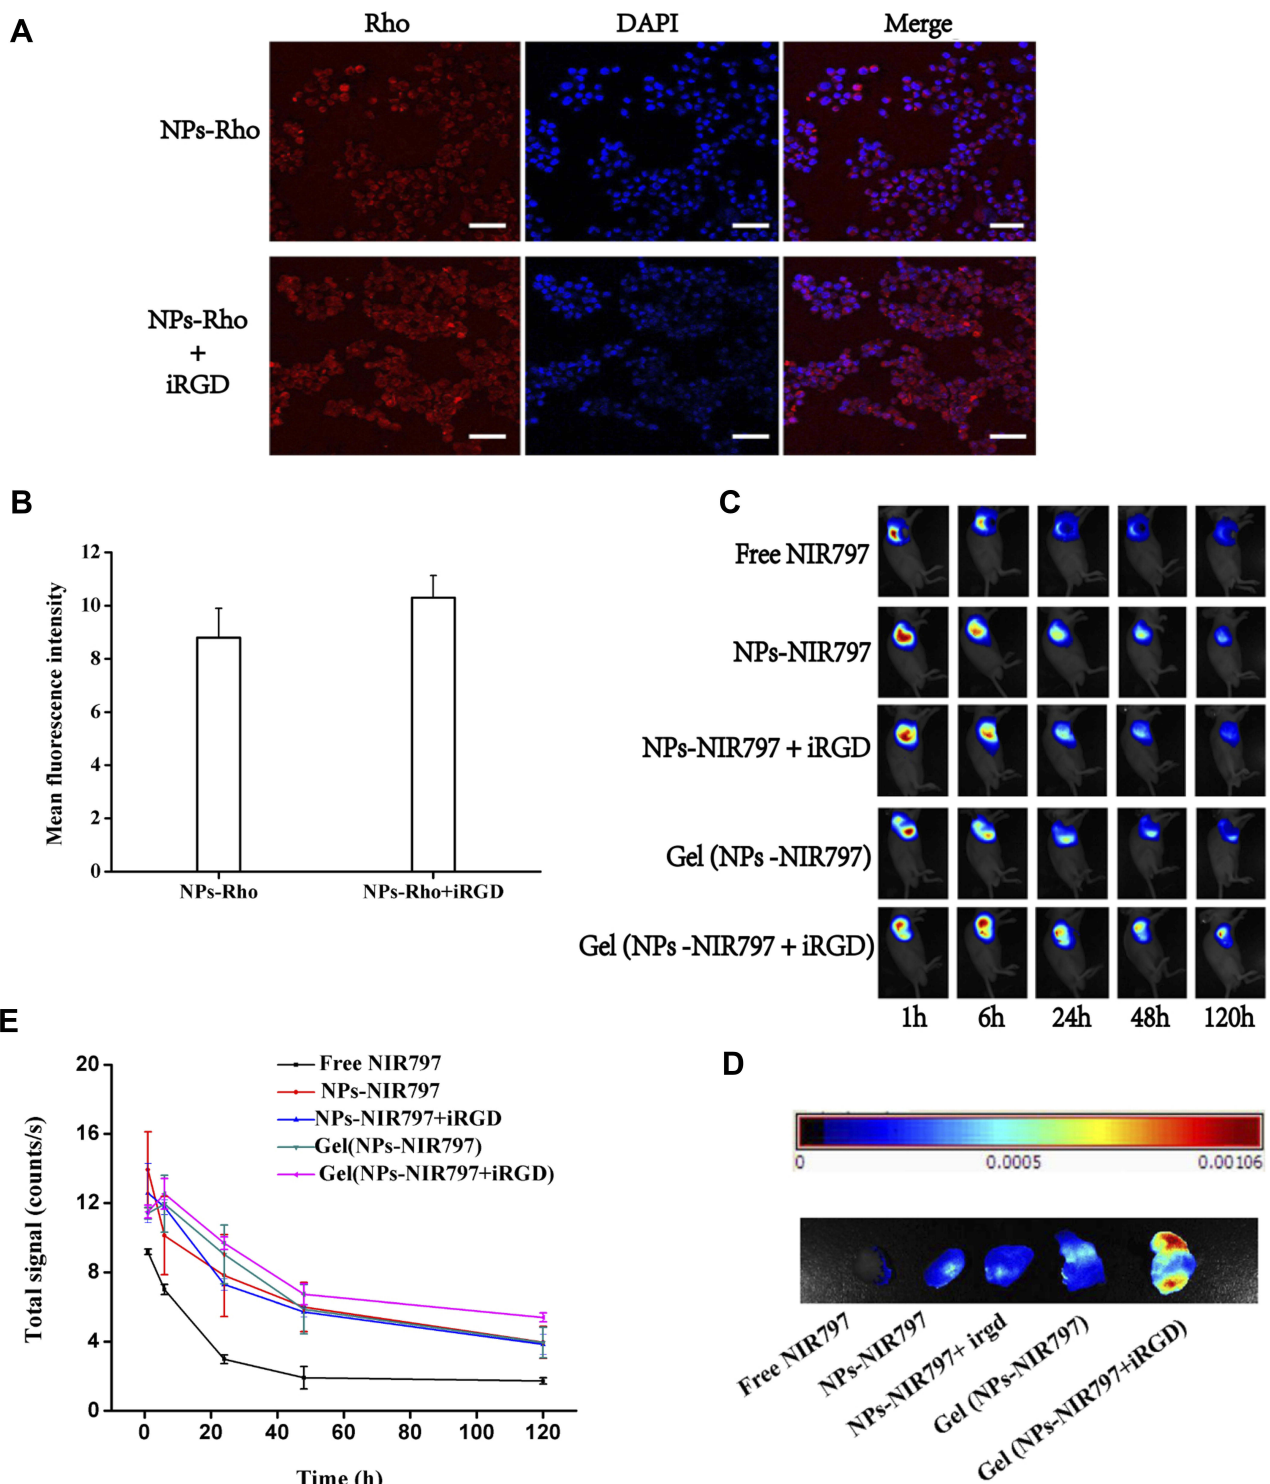 A
Rho DAPI Merge
NPs-Rho
NPs-Rho
+
iRGD
B
Mean fluorescence intensity
12
10
8
6
4
2
0
NPs-Rho NPs-Rho+iRGD
C
Free NIR797
NPs-NIR797
NPs-NIR797 + iRGD
Gel (NPs -NIR797)
Gel (NPs -NIR797 + iRGD)
1h 6h 24h 48h 120h
E
Total signal (counts/s)
20
16
12
8
4
0
Free NIR797
NPs-NIR797
NPs-NIR797+iRGD
Gel(NPs-NIR797)
Gel(NPs-NIR797+iRGD)
0 20 40 60 80 100 120
Time (h)
D
0 0.0005 0.00106
Free NIR797
NPs-NIR797
NPs-NIR797+ irgd
Gel (NPs-NIR797)
Gel (NPs-NIR797+iRGD)